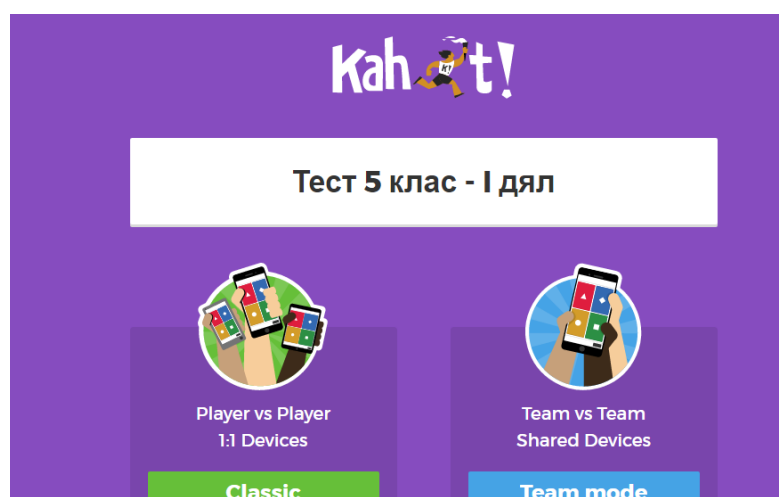 Kahoot!
K!
Тест 5 клас - I дял
Player vs Player
1:1 Devices
Team vs Team
Shared Devices
Classic
Team mode